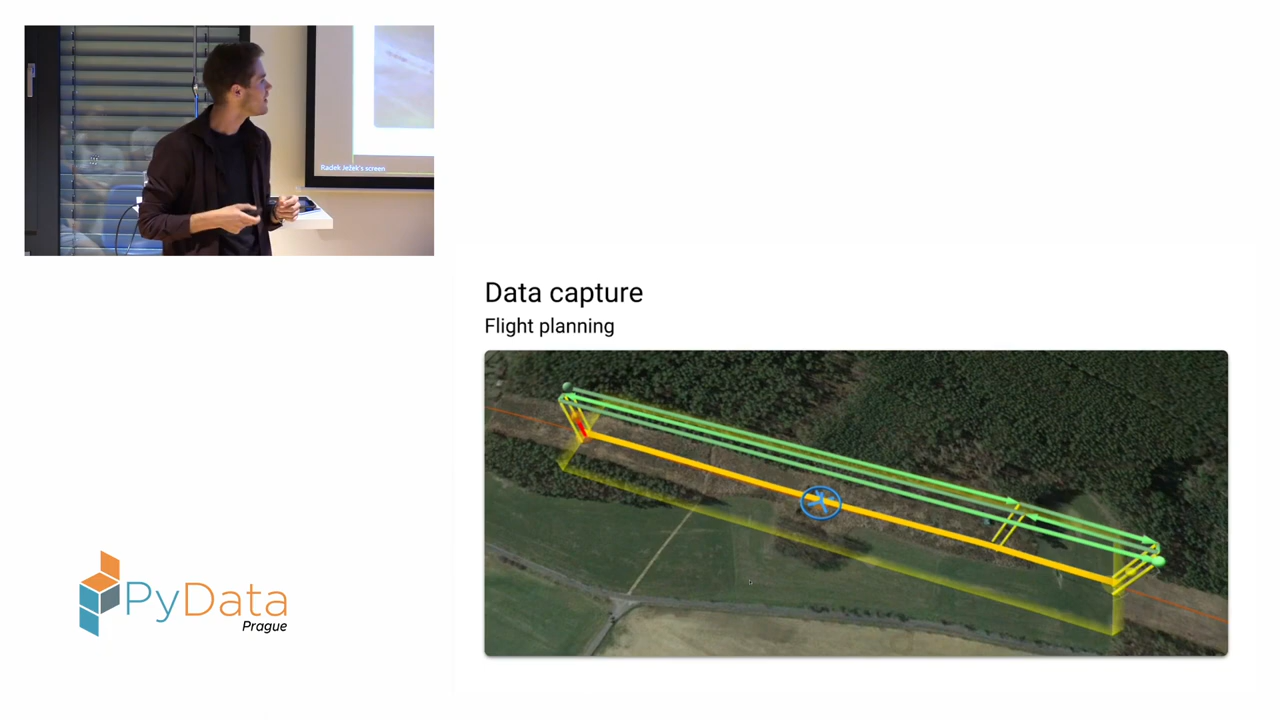 Radek Ježek's screen
Data capture
Flight planning
PyData
Prague